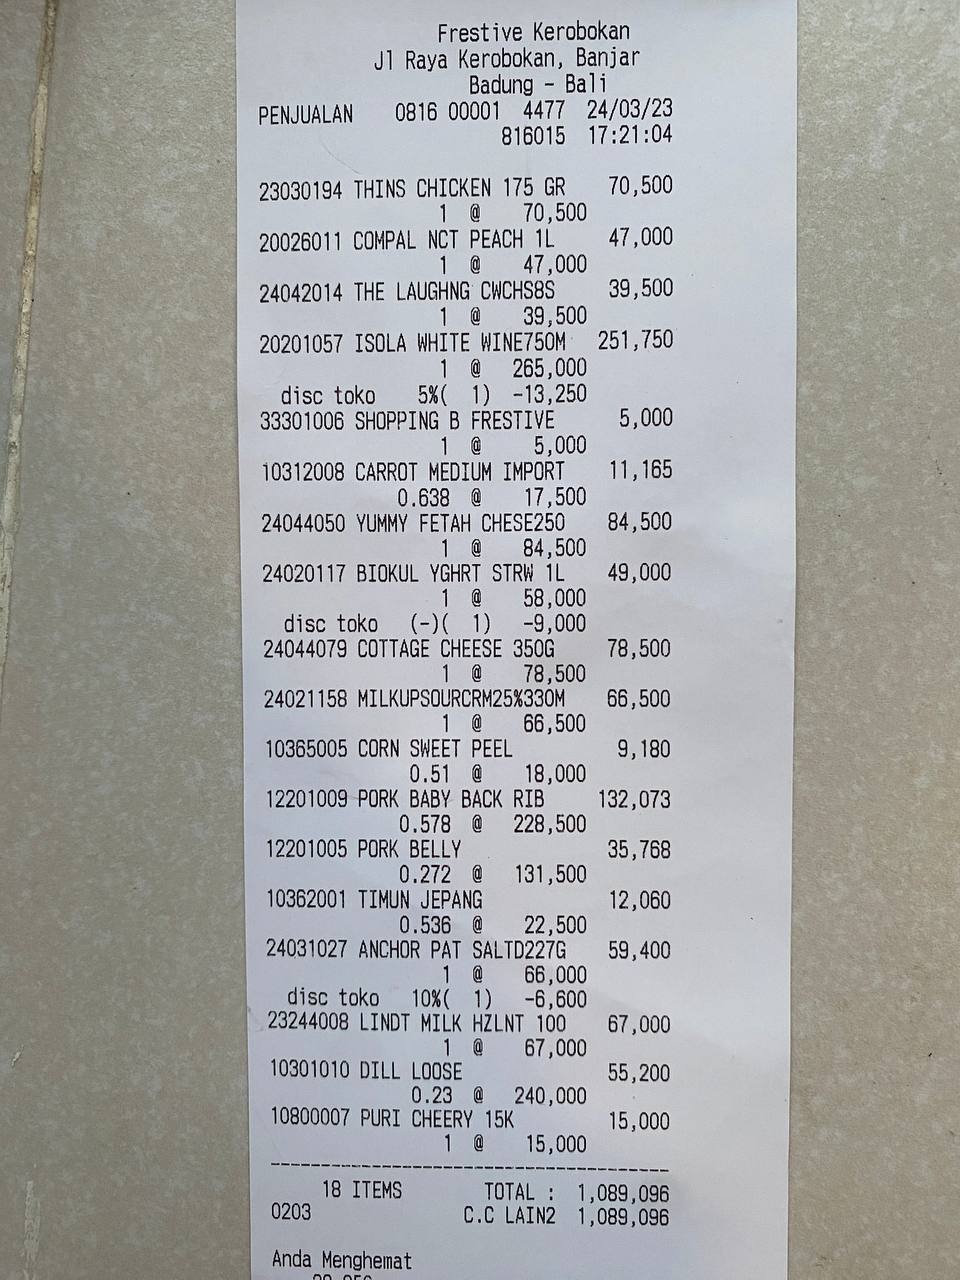 Frestive Kerobokan
Jl Raya Kerobokan, Banjar
Badung - Bali
PENJUALAN 0816 00001 4477 24/03/23
816015 17:21:04
23030194 THINS CHICKEN 175 GR 70,500
1 @ 70,500
20026011 COMPAL NCT PEACH 1L 47,000
1 @ 47,000
24042014 THE LAUGHNG CWCHS8S 39,500
1 @ 39,500
20201057 ISOLA WHITE WINE750M 251,750
1 @ 265,000
disc toko 5%( 1) -13,250
33301006 SHOPPING B FRESTIVE 5,000
1 @ 5,000
10312008 CARROT MEDIUM IMPORT 11,165
0.638 @ 17,500
24044050 YUMMY FETAH CHESE250 84,500
1 @ 84,500
24020117 BIOKUL YGHRT STRW 1L 49,000
1 @ 58,000
disc toko (-)( 1) -9,000
24044079 COTTAGE CHEESE 350G 78,500
1 @ 78,500
24021158 MILKUPSOURCRM25%330M 66,500
1 @ 66,500
10365005 CORN SWEET PEEL 9,180
0.51 @ 18,000
12201009 PORK BABY BACK RIB 132,073
0.578 @ 228,500
12201005 PORK BELLY 35,768
0.272 @ 131,500
10362001 TIMUN JEPANG 12,060
0.536 @ 22,500
24031027 ANCHOR PAT SALTD227G 59,400
1 @ 66,000
disc toko 10%( 1) -6,600
23244008 LINDT MILK HZLNT 100 67,000
1 @ 67,000
10301010 DILL LOOSE 55,200
0.23 @ 240,000
10800007 PURI CHEERY 15K 15,000
1 @ 15,000
--------------------------------------
18 ITEMS TOTAL : 1,089,096
0203 C.C LAIN2 1,089,096
Anda Menghemat